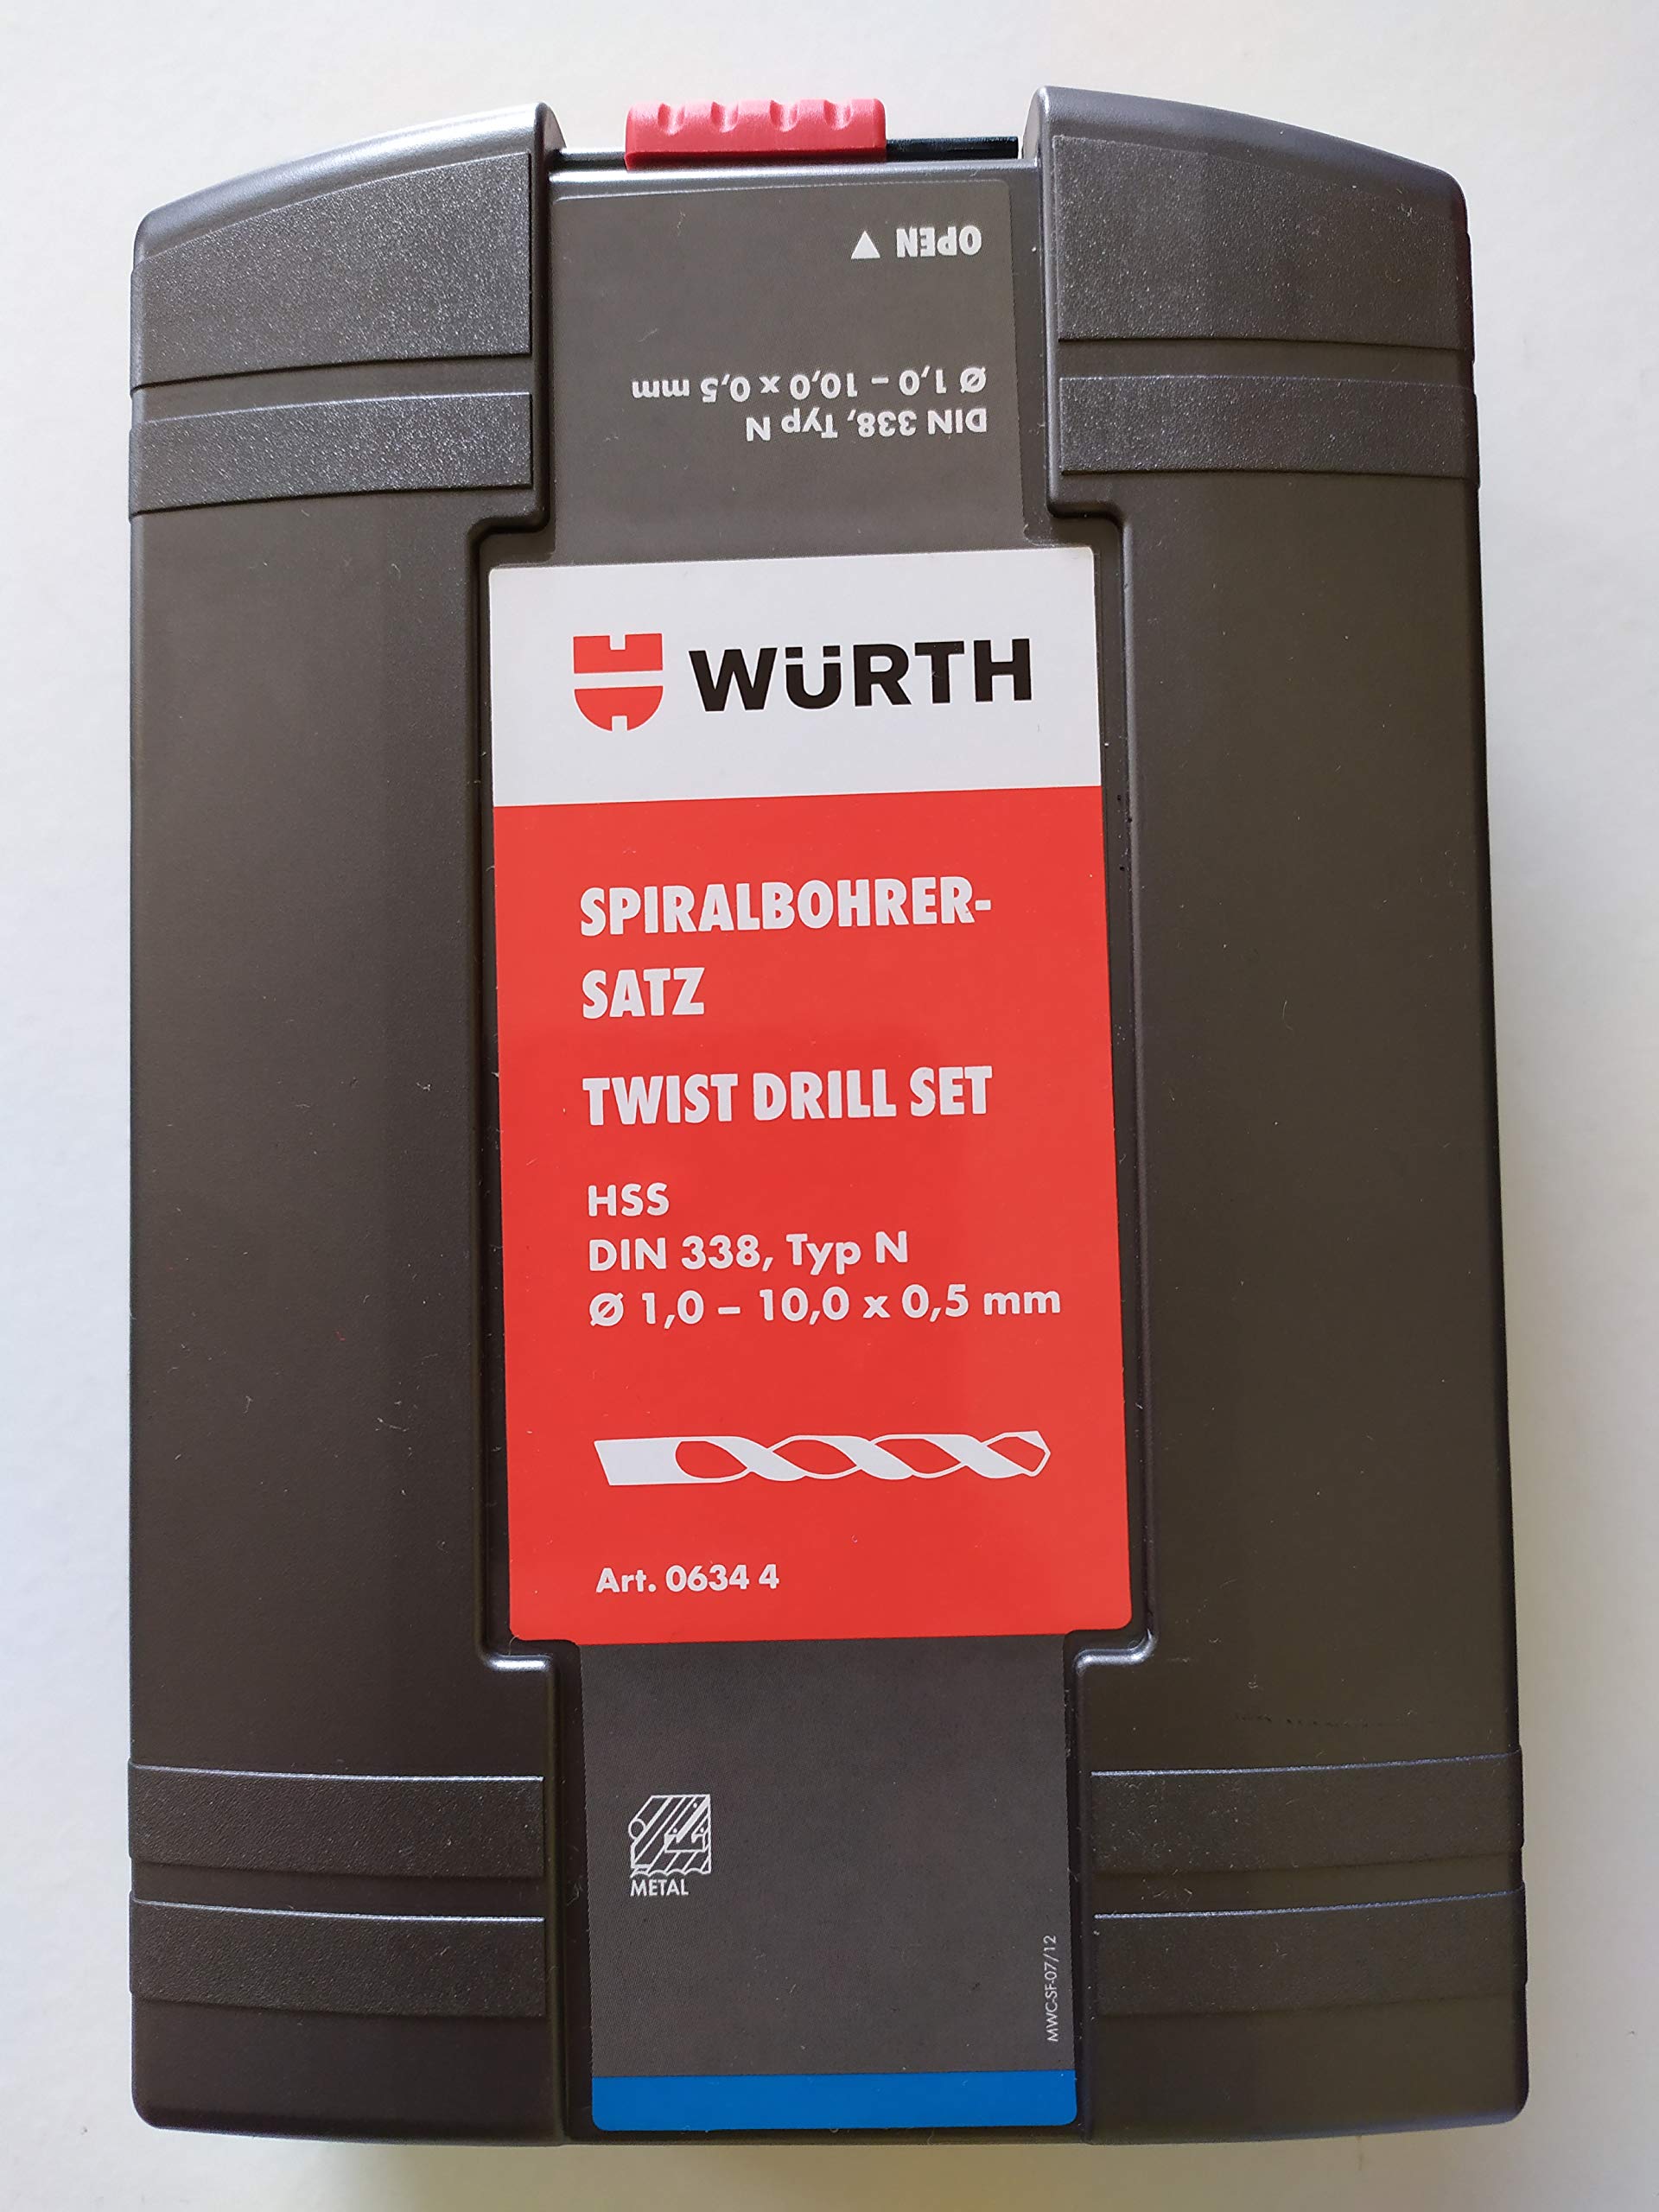 OPEN
Ø 1,0 – 10,0 x 0,5 mm
DIN 338, Typ N
WÜRTH
SPIRALBOHRER-
SATZ
TWIST DRILL SET
HSS
DIN 338, Typ N
Ø 1,0 – 10,0 x 0,5 mm
Art. 0634 4
METAL
MWC-SF-07/12